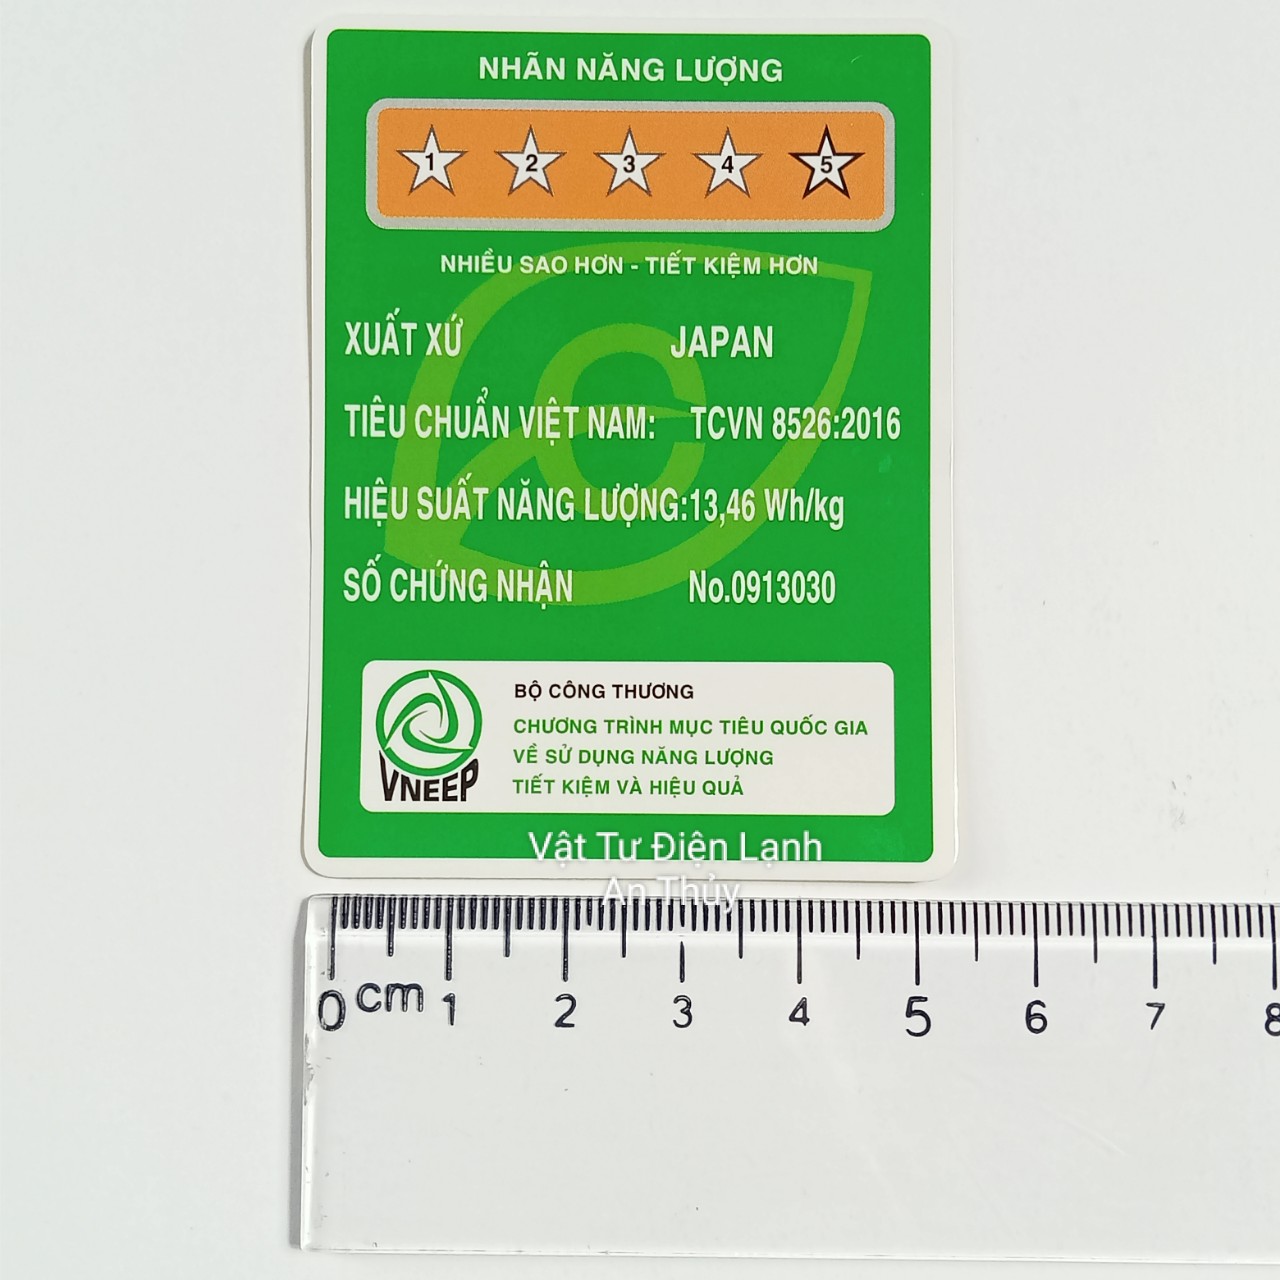 NHÃN NĂNG LƯỢNG
1 2 3 4 5
NHIỀU SAO HƠN - TIẾT KIỆM HƠN
XUẤT XỨ JAPAN
TIÊU CHUẨN VIỆT NAM: TCVN 8526:2016
HIỆU SUẤT NĂNG LƯỢNG:13,46 Wh/kg
SỐ CHỨNG NHẬN No.0913030
BỘ CÔNG THƯƠNG
CHƯƠNG TRÌNH MỤC TIÊU QUỐC GIA
VỀ SỬ DỤNG NĂNG LƯỢNG
TIẾT KIỆM VÀ HIỆU QUẢ
VNEEP
Vật Tư Điện Lạnh
An Thủy
0 cm 1 2 3 4 5 6 7 8